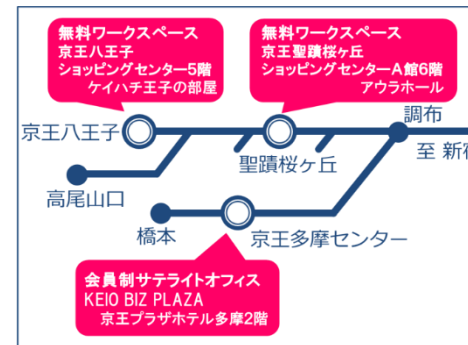 無料ワークスペース
京王八王子
ショッピングセンター5階
ケイハチ王子の部屋
無料ワークスペース
京王聖蹟桜ヶ丘
ショッピングセンターA館6階
アウラホール
調布
京王八王子
至 新宿
聖蹟桜ヶ丘
高尾山口
橋本
京王多摩センター
会員制サテライトオフィス
KEIO BIZ PLAZA
京王プラザホテル多摩2階